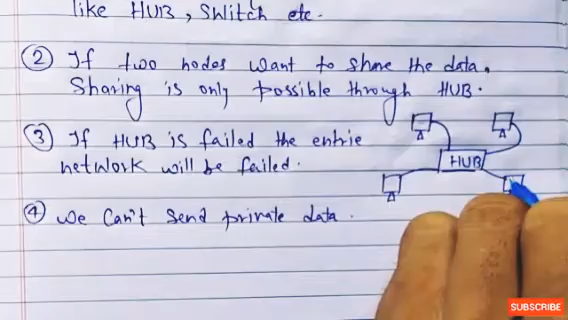 like HUB, Switch etc.
② If two nodes want to share the data.
Sharing is only possible through HUB.
③ If HUB is failed the entrie
network will be failed.
HUB
④ We can't send private data.
SUBSCRIBE